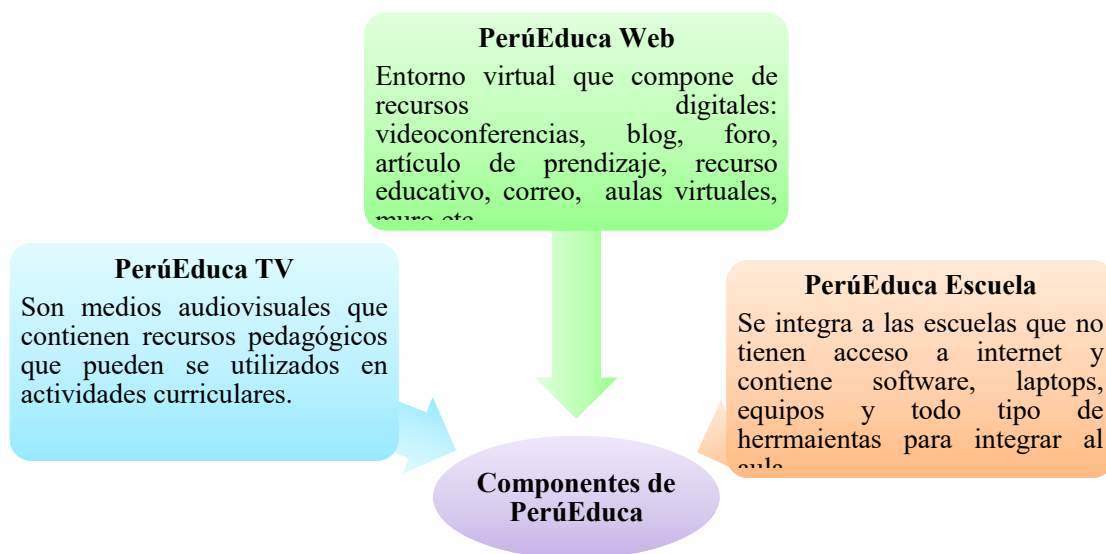 PerúEduca Web
Entorno virtual que compone de
recursos digitales:
videoconferencias, blog, foro,
artículo de prendizaje, recurso
educativo, correo, aulas virtuales,
muro etc
PerúEduca TV
Son medios audiovisuales que
contienen recursos pedagógicos
que pueden se utilizados en
actividades curriculares.
PerúEduca Escuela
Se integra a las escuelas que no
tienen acceso a internet y
contiene software, laptops,
equipos y todo tipo de
herrmaientas para integrar al
aula
Componentes de
PerúEduca